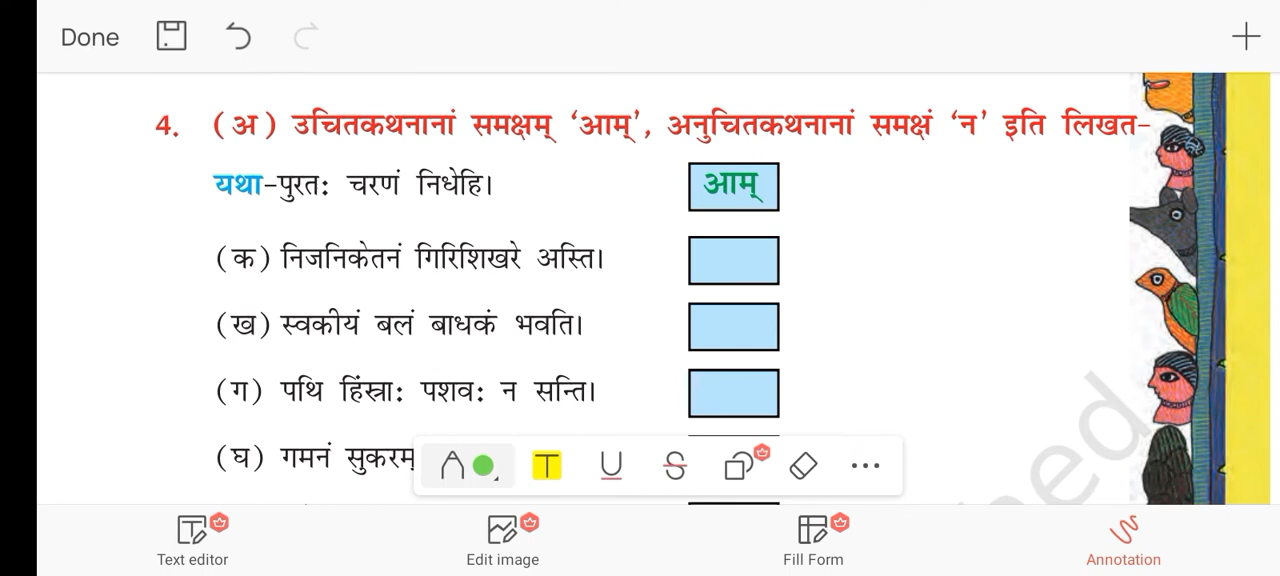 Done
4. (अ) उचितकथनानां समक्षम् ‘आम्’, अनुचितकथनानां समक्षं ‘न’ इति लिखत-
यथा-पुरतः चरणं निधेहि। आम्
(क) निजनिकेतनं गिरिशिखरे अस्ति।
(ख) स्वकीयं बलं बाधकं भवति।
(ग) पथि हिंस्राः पशवः न सन्ति।
(घ) गमनं सुकरम्
T U S
Text editor Edit image Fill Form Annotation